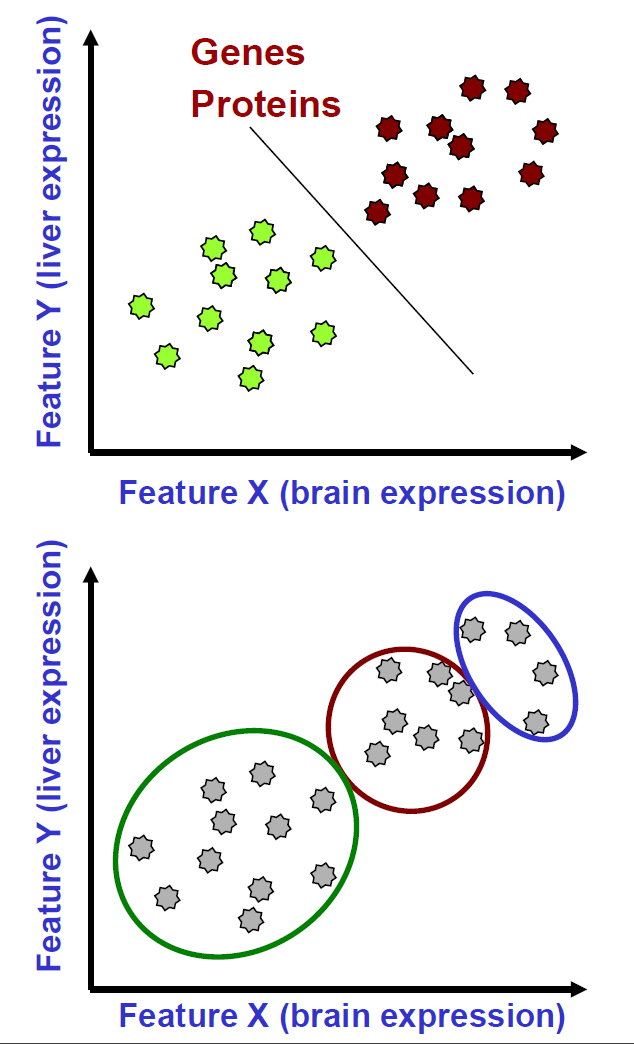 Genes
Proteins
Feature Y (liver expression)
Feature X (brain expression)
Feature Y (liver expression)
Feature X (brain expression)